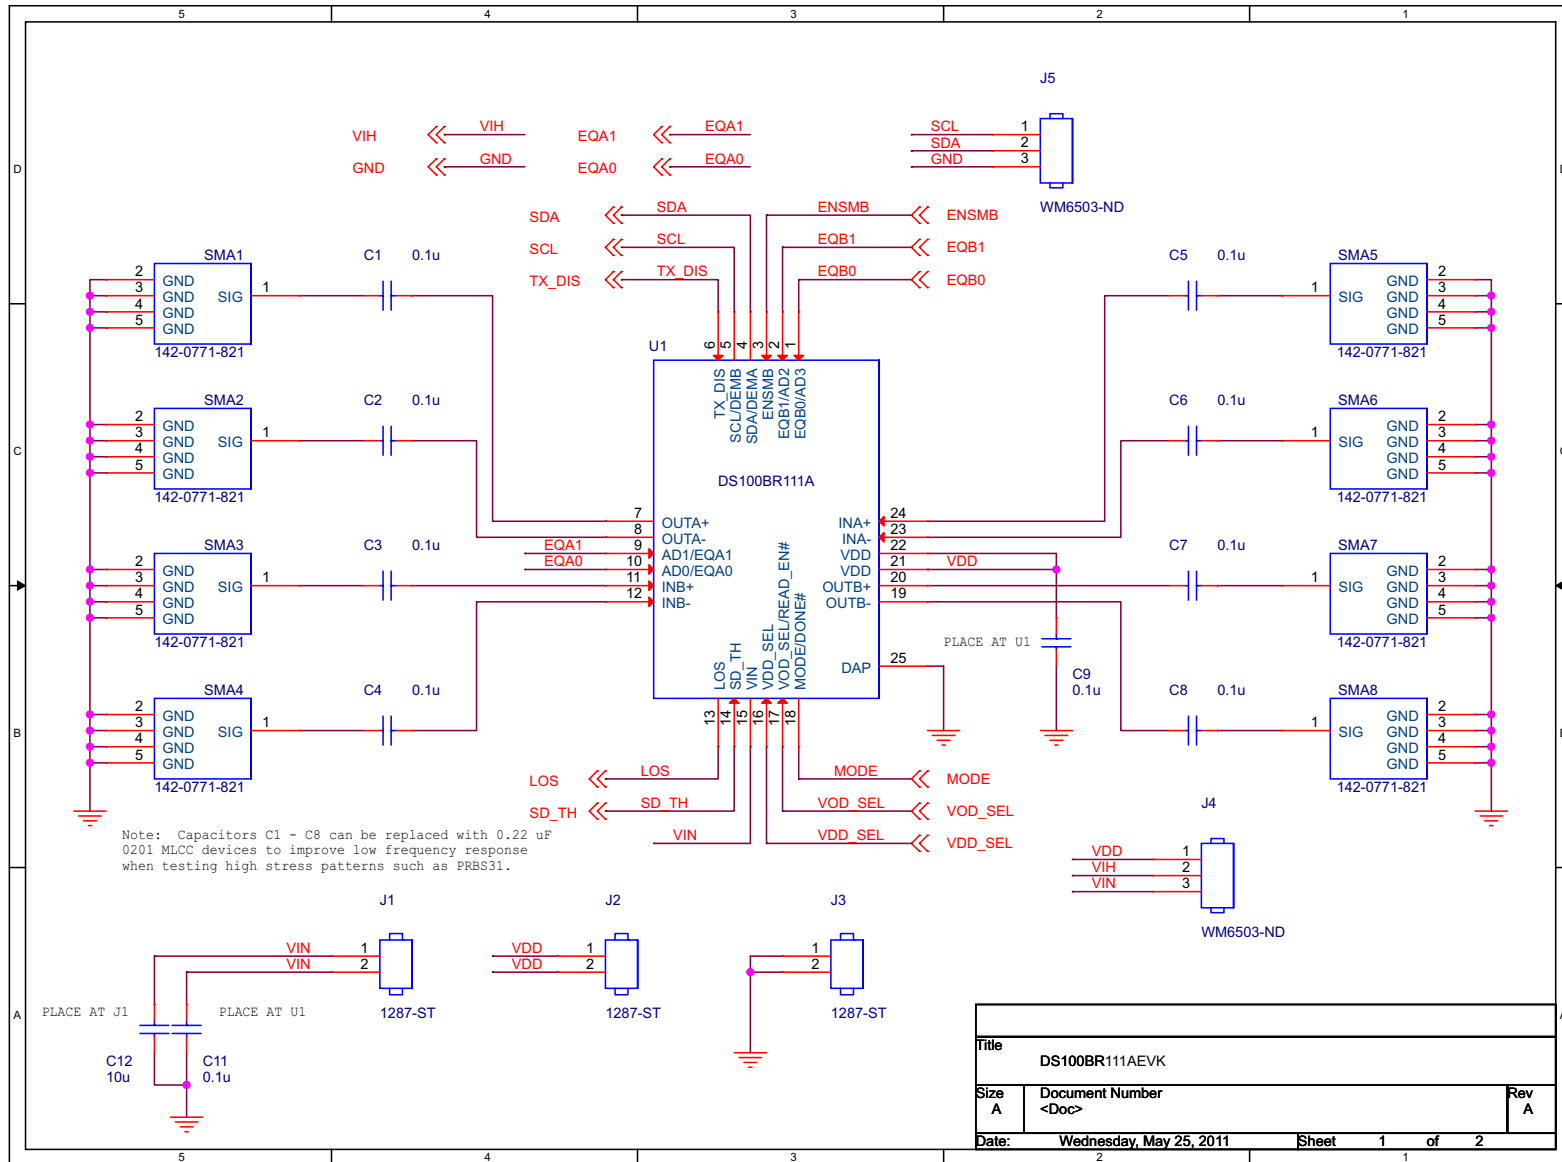 5 4 3 2 1
D
C
B
A
J5
SCL 1
SDA 2
GND 3
WM6503-ND
VIH VIH
GND GND
EQA1 EQA1
EQA0 EQA0
SDA SDA
SCL SCL
TX_DIS TX_DIS
ENSMB ENSMB
EQB1 EQB1
EQB0 EQB0
SMA1
2 GND
3 GND
4 GND
5 GND
SIG 1
142-0771-821
C1 0.1u
SMA2
2 GND
3 GND
4 GND
5 GND
SIG 1
142-0771-821
C2 0.1u
SMA3
2 GND
3 GND
4 GND
5 GND
SIG 1
142-0771-821
C3 0.1u
SMA4
2 GND
3 GND
4 GND
5 GND
SIG 1
142-0771-821
C4 0.1u
U1
6 TX_DIS
5 SCL/DEMB
4 SDA/DEMA
3 ENSMB
2 EQB1/AD2
1 EQB0/AD3
DS100BR111A
7 OUTA+
8 OUTA-
EQA1 9 AD1/EQA1
EQA0 10 AD0/EQA0
11 INB+
12 INB-
INA+ 24
INA- 23
VDD 22
VDD 21 VDD
OUTB+ 20
OUTB- 19
DAP 25
LOS 13
SD_TH 14
VIN 15
VDD_SEL 16
VOD_SEL/READ_EN# 17
MODE/DONE# 18
PLACE AT U1
C9
0.1u
LOS LOS
SD_TH SD_TH
VIN
MODE MODE
VOD_SEL VOD_SEL
VDD_SEL VDD_SEL
C5 0.1u
SMA5
1 SIG
GND 2
GND 3
GND 4
GND 5
142-0771-821
C6 0.1u
SMA6
1 SIG
GND 2
GND 3
GND 4
GND 5
142-0771-821
C7 0.1u
SMA7
1 SIG
GND 2
GND 3
GND 4
GND 5
142-0771-821
C8 0.1u
SMA8
1 SIG
GND 2
GND 3
GND 4
GND 5
142-0771-821
Note: Capacitors C1 - C8 can be replaced with 0.22 uF
0201 MLCC devices to improve low frequency response
when testing high stress patterns such as PRBS31.
J4
VDD 1
VIH 2
VIN 3
WM6503-ND
J1
VIN 1
VIN 2
1287-ST
J2
VDD 1
VDD 2
1287-ST
J3
1
2
1287-ST
PLACE AT J1
PLACE AT U1
C12
10u
C11
0.1u
Title
DS100BR111AEVK
Size
A
Document Number
<Doc>
Rev
A
Date: Wednesday, May 25, 2011 Sheet 1 of 2
5 4 3 2 1